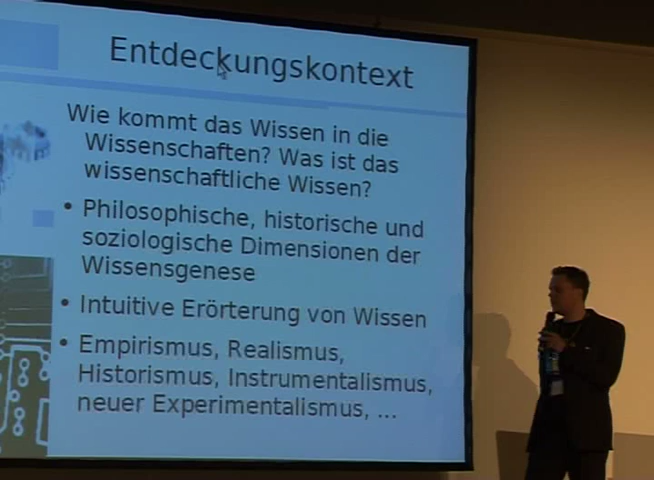 Entdeckungskontext
Wie kommt das Wissen in die
Wissenschaften? Was ist das
wissenschaftliche Wissen?
• Philosophische, historische und
soziologische Dimensionen der
Wissensgenese
• Intuitive Erörterung von Wissen
• Empirismus, Realismus,
Historismus, Instrumentalismus,
neuer Experimentalismus, ...